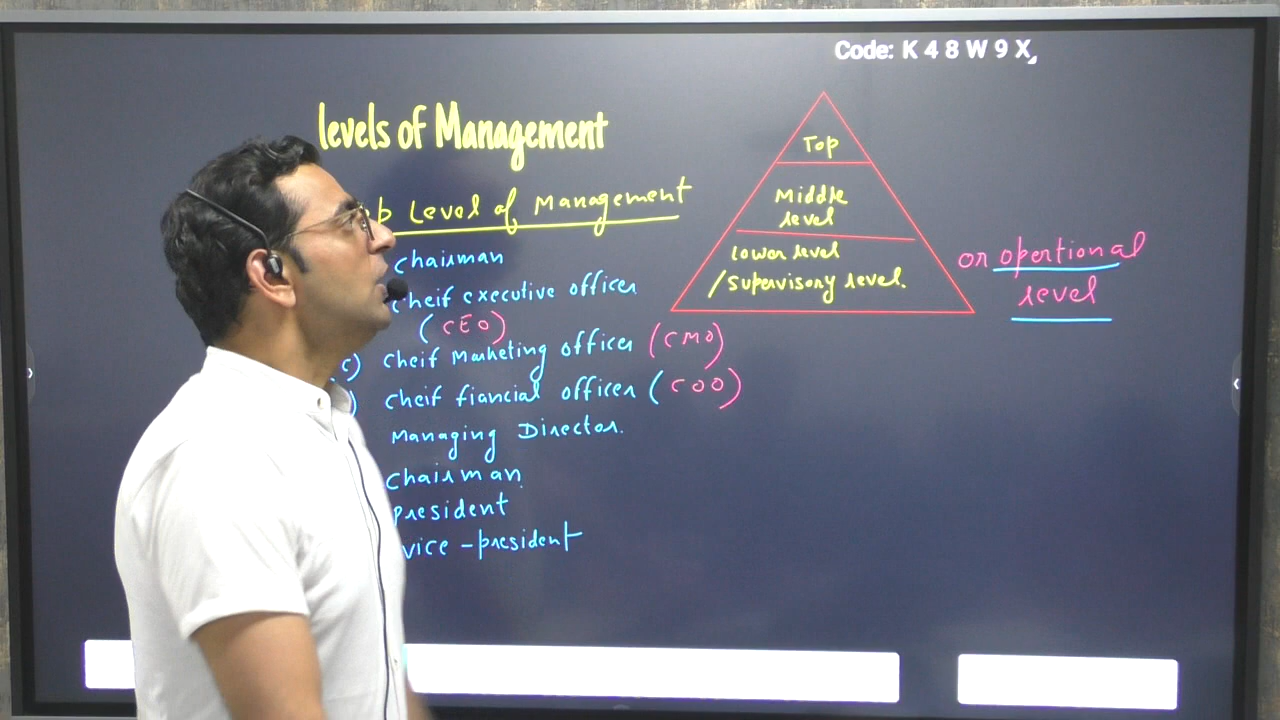 Code: K 4 8 W 9 X
levels of Management
Level of Management
chairman
cheif executive officer
(CEO)
c) cheif Marketing officer (CMO)
) cheif fiancial officer (COO)
Managing Director.
chairman
president
vice-president
Top
Middle
level
lower level
/supervisory level.
or opertional
level